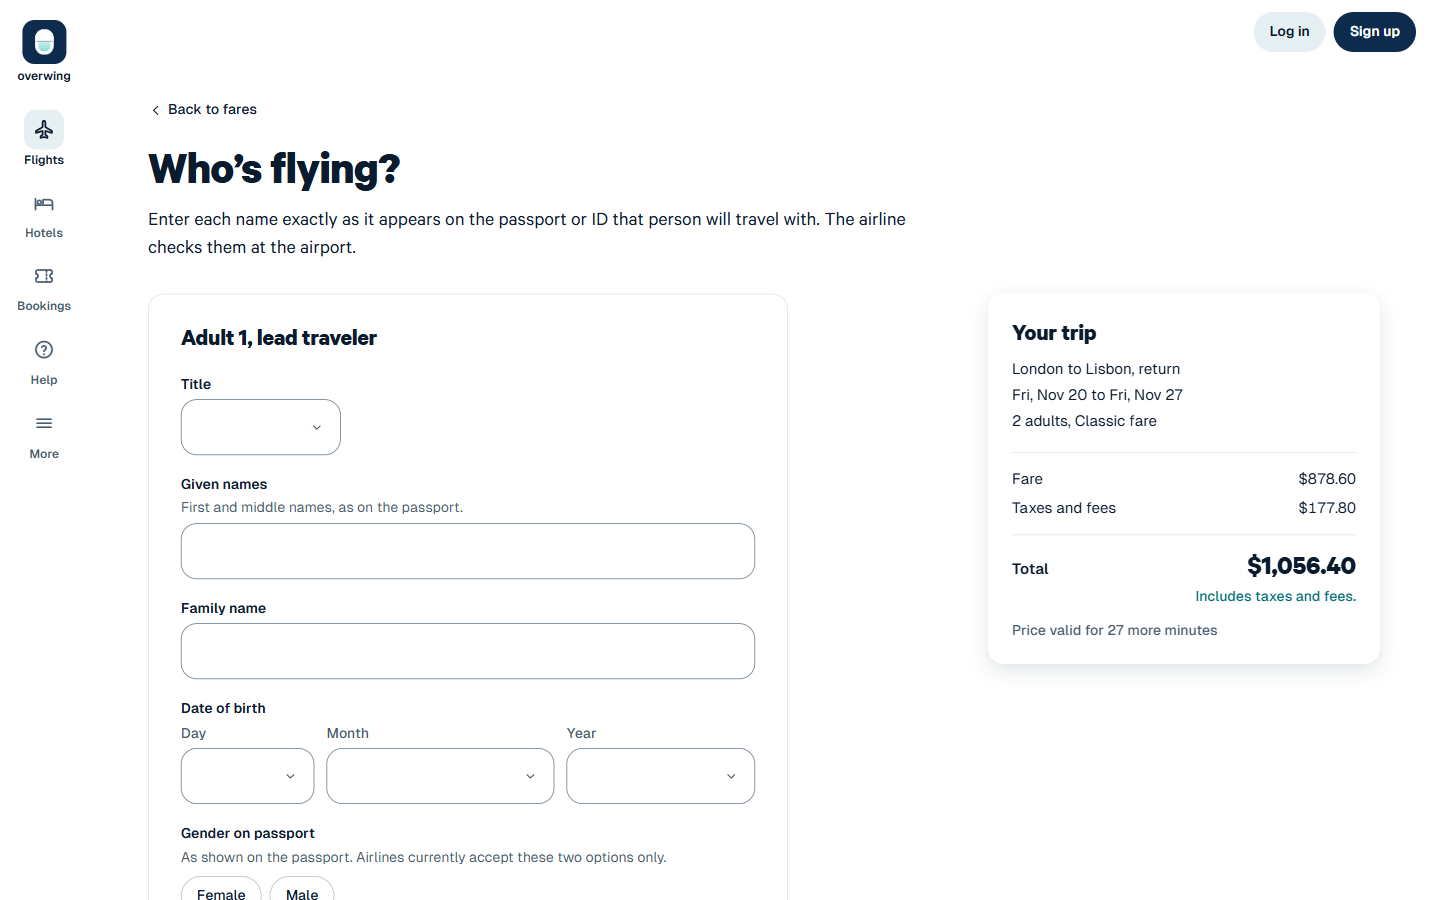 overwing
Flights
Hotels
Bookings
Help
More
Log in
Sign up
Back to fares
Who’s flying?
Enter each name exactly as it appears on the passport or ID that person will travel with. The airline
checks them at the airport.
Adult 1, lead traveler
Title
Given names
First and middle names, as on the passport.
Family name
Date of birth
Day Month Year
Gender on passport
As shown on the passport. Airlines currently accept these two options only.
Female Male
Your trip
London to Lisbon, return
Fri, Nov 20 to Fri, Nov 27
2 adults, Classic fare
Fare $878.60
Taxes and fees $177.80
Total $1,056.40
Includes taxes and fees.
Price valid for 27 more minutes